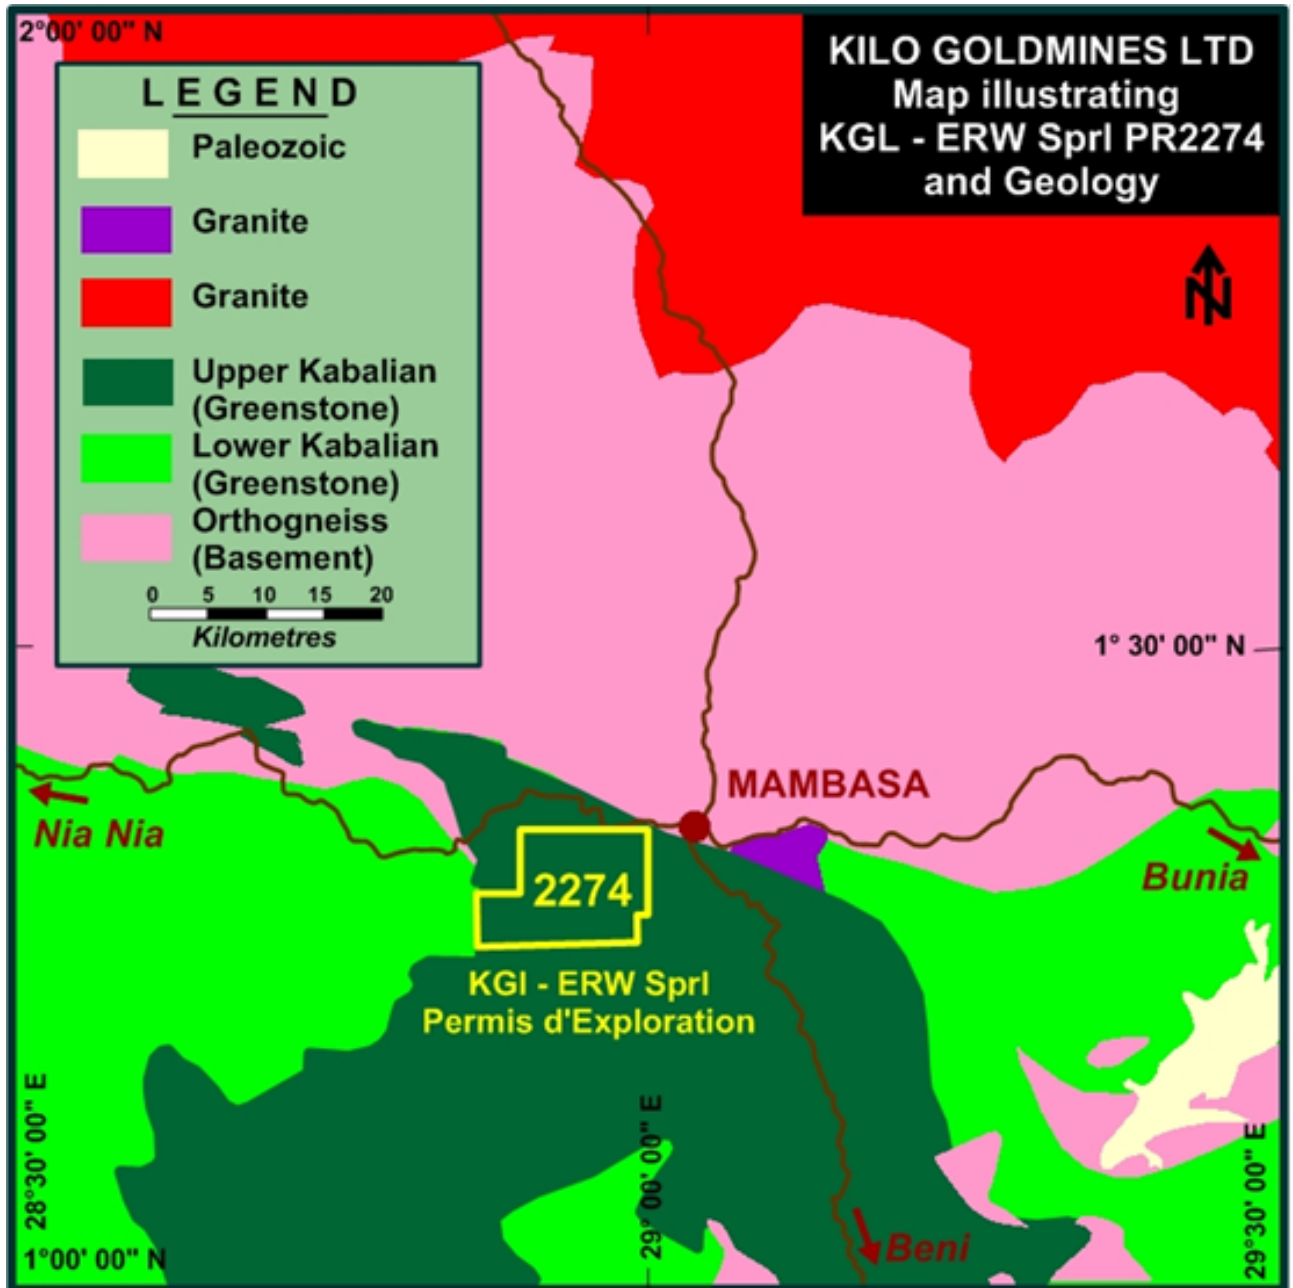 2°00' 00" N
KILO GOLDMINES LTD
Map illustrating
KGL - ERW Sprl PR2274
and Geology
LEGEND
Paleozoic
Granite
Granite
Upper Kabalian
(Greenstone)
Lower Kabalian
(Greenstone)
Orthogneiss
(Basement)
0 5 10 15 20
Kilometres
N
1° 30' 00" N
MAMBASA
Nia Nia
Bunia
2274
KGI - ERW Sprl
Permis d'Exploration
28°30' 00" E
29° 00' 00" E
29°30' 00" E
1°00' 00" N
Beni